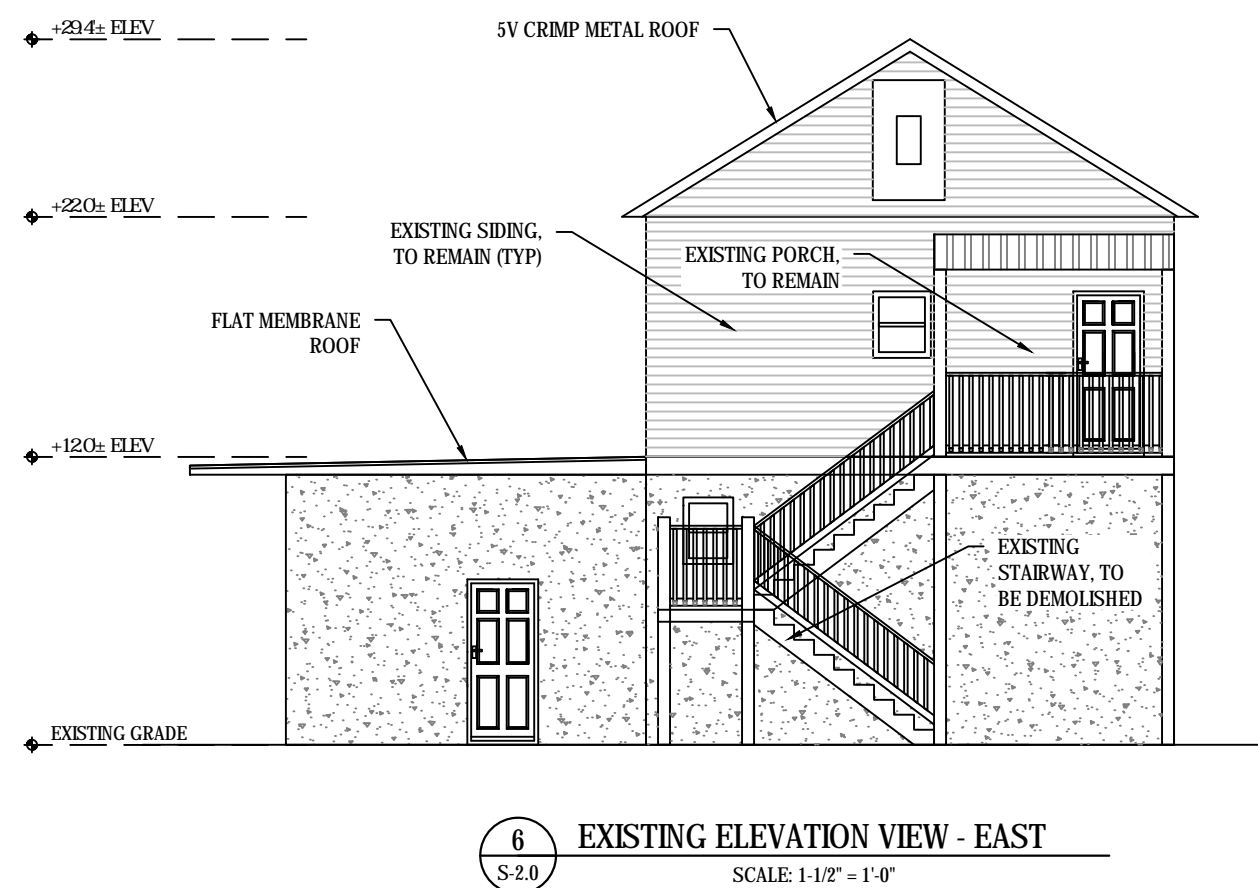 +29.4± ELEV
5V CRIMP METAL ROOF
+22.0± ELEV
EXISTING SIDING,
TO REMAIN (TYP)
EXISTING PORCH,
TO REMAIN
FLAT MEMBRANE
ROOF
+12.0± ELEV
EXISTING
STAIRWAY, TO
BE DEMOLISHED
EXISTING GRADE
6
S-2.0
EXISTING ELEVATION VIEW - EAST
SCALE: 1-1/2" = 1'-0"